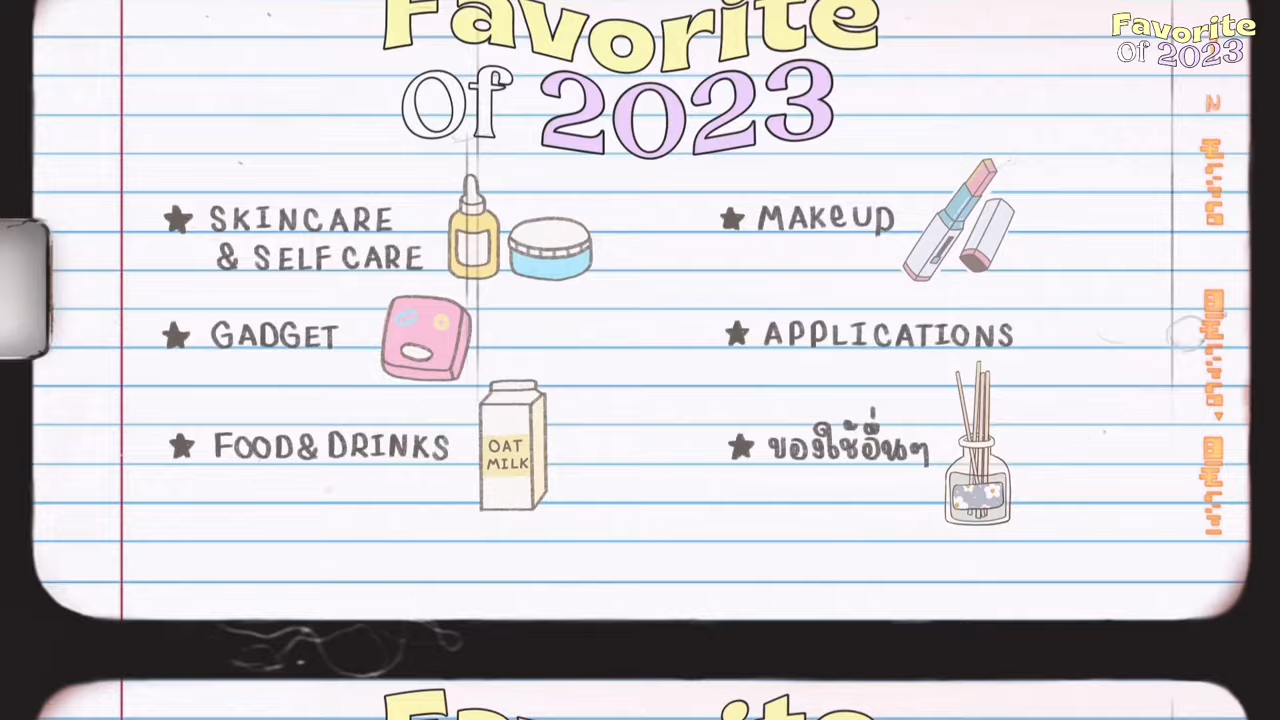 Favorite
Of 2023
Favorite
Of 2023
SKINCARE
& SELF CARE
MAKeUP
GADGET
APPLICATIONS
FOOD & DRINKS
OAT
MILK
ของใช้อื่นๆ
Favorite